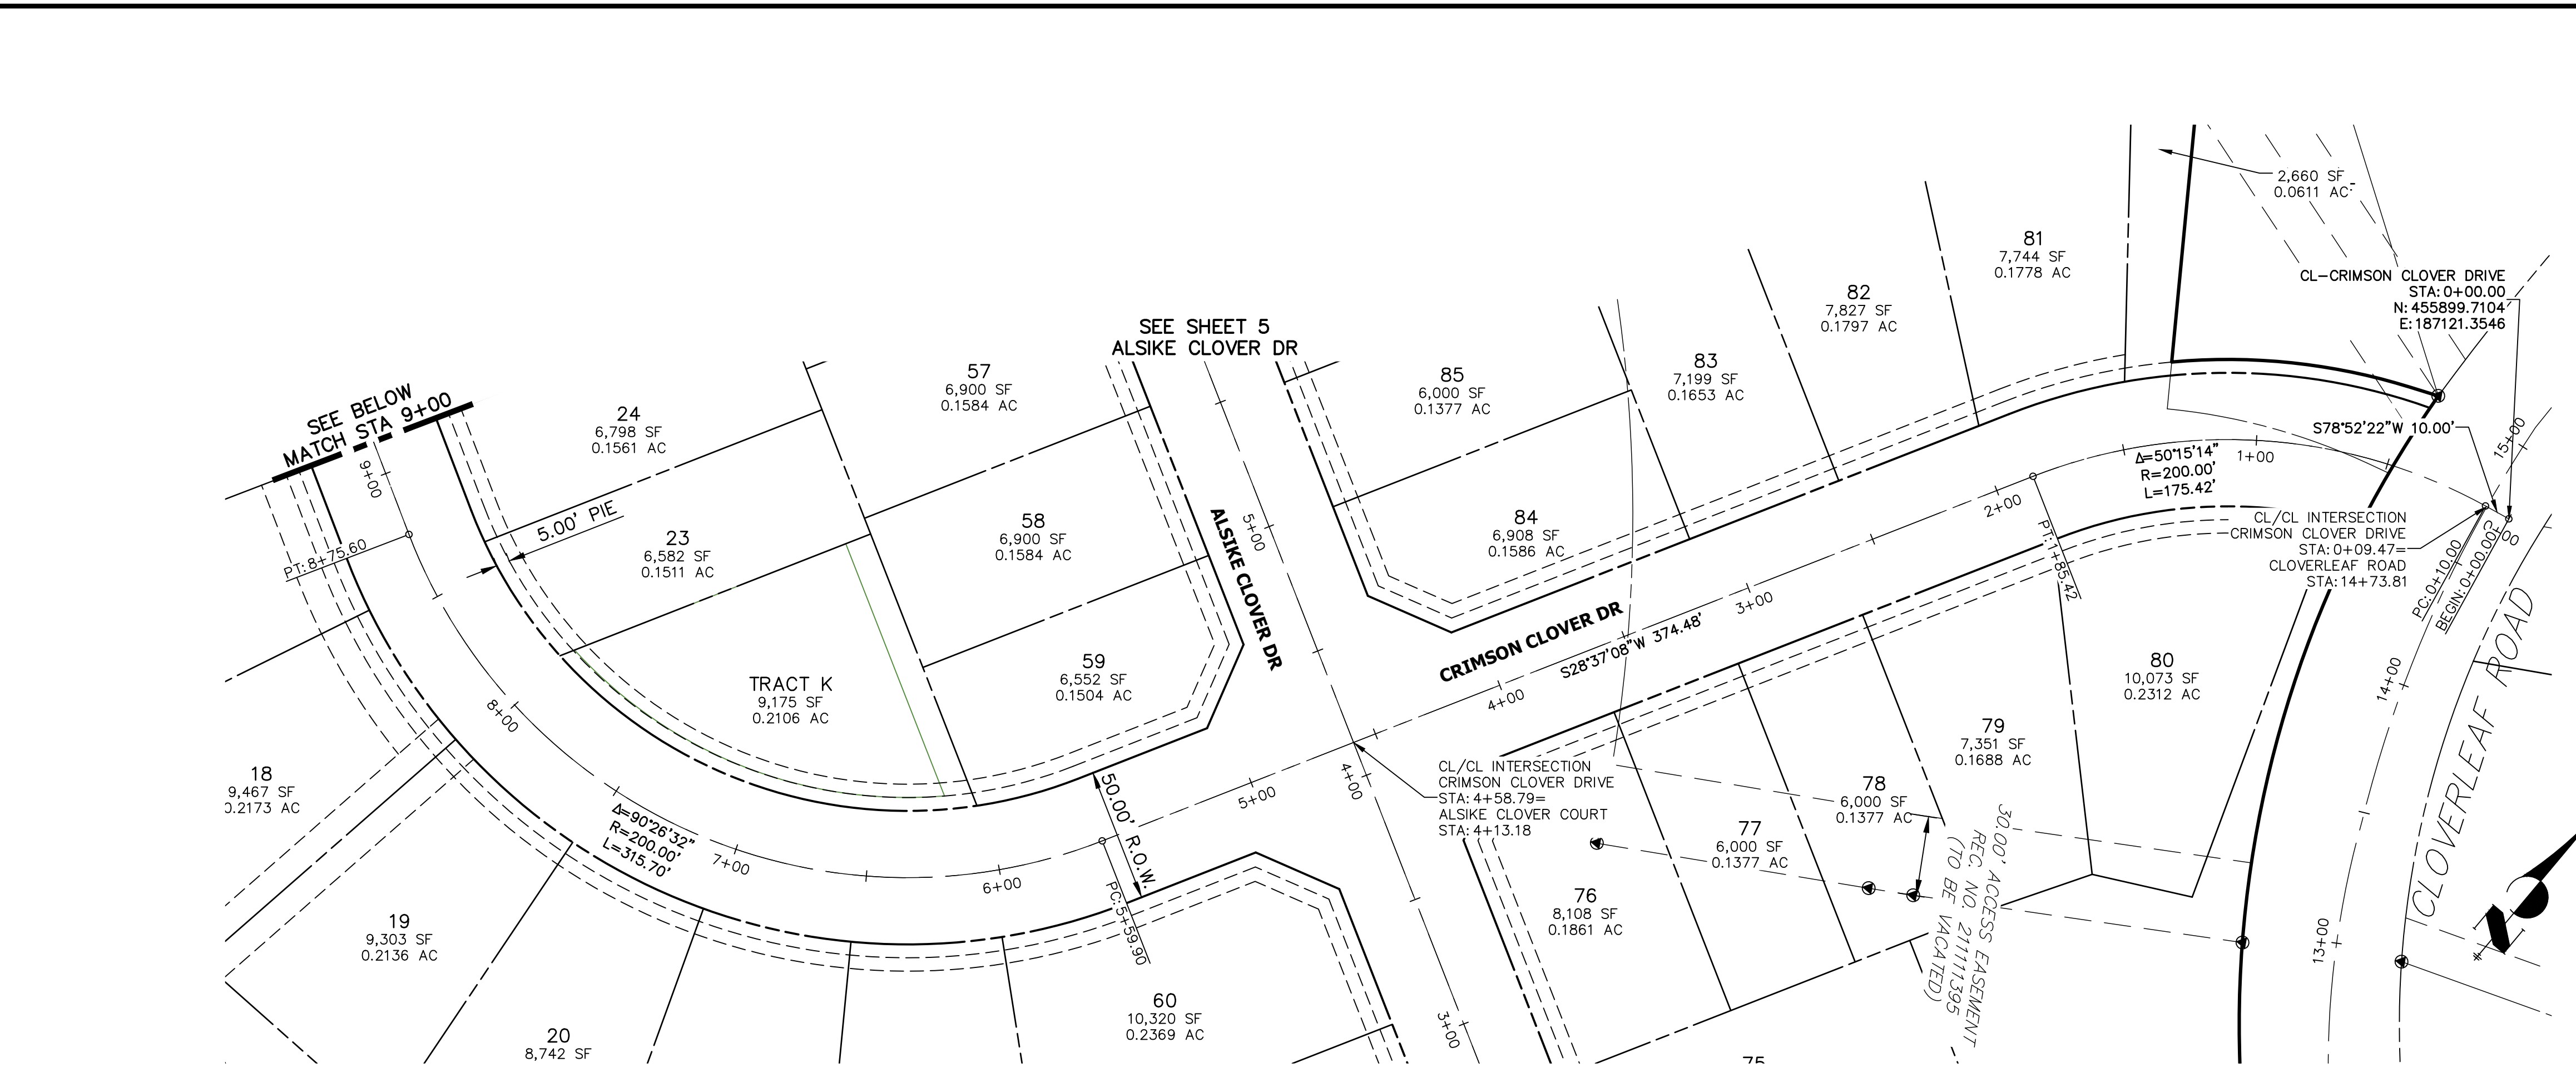 2,660 SF
0.0611 AC
81
7,744 SF
0.1778 AC
CL-CRIMSON CLOVER DRIVE
STA: 0+00.00
N: 455899.7104
E: 187121.3546
82
7,827 SF
0.1797 AC
SEE SHEET 5
ALSIKE CLOVER DR
83
7,199 SF
0.1653 AC
85
6,000 SF
0.1377 AC
57
6,900 SF
0.1584 AC
24
6,798 SF
0.1561 AC
SEE BELOW
MATCH STA 9+00
9+00
5.00' PIE
PT: 8+75.60
23
6,582 SF
0.1511 AC
58
6,900 SF
0.1584 AC
ALSIKE CLOVER DR
5+00
84
6,908 SF
0.1586 AC
2+00
PT: 1+85.42
Δ=50°15'14"
R=200.00'
L=175.42'
1+00
S78°52'22"W 10.00'
15+00
CL/CL INTERSECTION
CRIMSON CLOVER DRIVE
STA: 0+09.47=
CLOVERLEAF ROAD
STA: 14+73.81
PC: 0+10.00
BEGIN: 0+00.00
3+00
CRIMSON CLOVER DR
S28°37'08"W 374.48'
4+00
59
6,552 SF
0.1504 AC
TRACT K
9,175 SF
0.2106 AC
80
10,073 SF
0.2312 AC
14+00
CLOVERLEAF ROAD
79
7,351 SF
0.1688 AC
8+00
18
9,467 SF
0.2173 AC
Δ=90°26'32"
R=200.00'
L=315.70'
7+00
6+00
50.00' R.O.W.
PC: 5+59.90
5+00
4+00
CL/CL INTERSECTION
CRIMSON CLOVER DRIVE
STA: 4+58.79=
ALSIKE CLOVER COURT
STA: 4+13.18
78
6,000 SF
0.1377 AC
77
6,000 SF
0.1377 AC
76
8,108 SF
0.1861 AC
30.00' ACCESS EASEMENT
REC. NO. 211111395
(TO BE VACATED)
13+00
19
9,303 SF
0.2136 AC
20
8,742 SF
60
10,320 SF
0.2369 AC
3+00
75